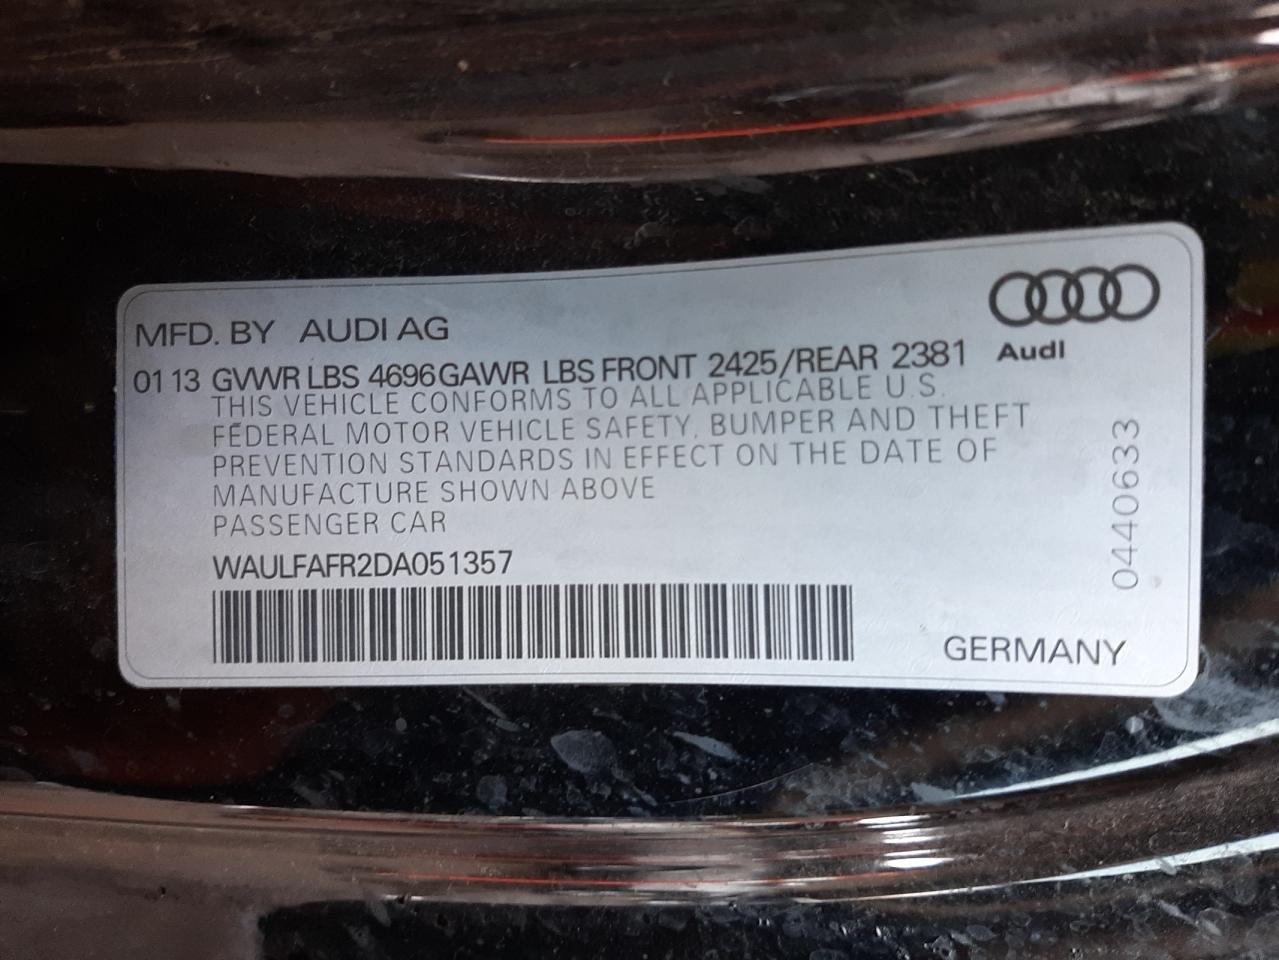 MFD. BY AUDI AG
Audi
01 13 GVWR LBS 4696 GAWR LBS FRONT 2425/REAR 2381
THIS VEHICLE CONFORMS TO ALL APPLICABLE U.S.
FEDERAL MOTOR VEHICLE SAFETY, BUMPER AND THEFT
PREVENTION STANDARDS IN EFFECT ON THE DATE OF
MANUFACTURE SHOWN ABOVE
PASSENGER CAR
WAULFAFR2DA051357
0440633
GERMANY